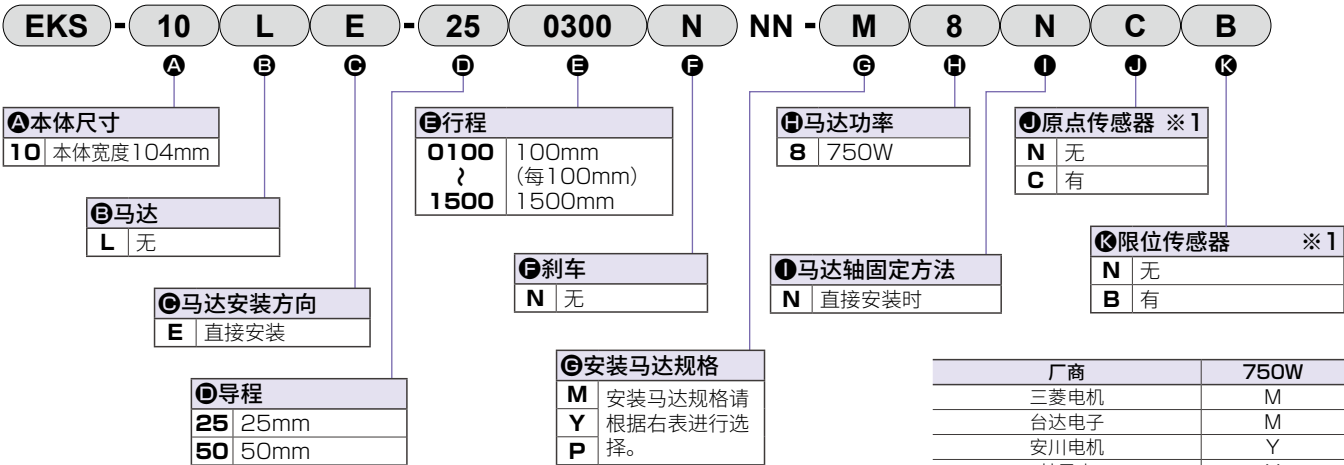 EKS - 10 L E - 25 0300 N NN - M 8 N C B
A B C D E F G H I J K
A本体尺寸
10 本体宽度104mm
B马达
L 无
C马达安装方向
E 直接安装
D导程
25 25mm
50 50mm
E行程
0100 100mm
≀ (每100mm)
1500 1500mm
F刹车
N 无
G安装马达规格
M 安装马达规格请
Y 根据右表进行选
P 择。
H马达功率
8 750W
I马达轴固定方法
N 直接安装时
J原点传感器 ※1
N 无
C 有
K限位传感器 ※1
N 无
B 有
厂商 750W
三菱电机 M
台达电子 M
安川电机 Y